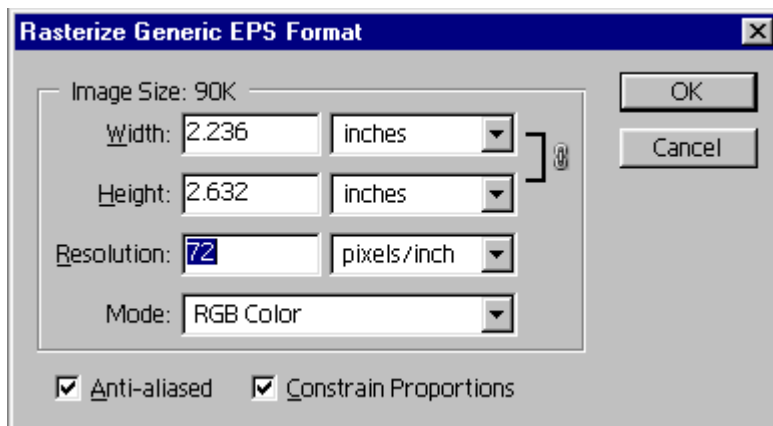 Rasterize Generic EPS Format
Image Size: 90K
Width: 2.236 inches
Height: 2.632 inches
Resolution: 72 pixels/inch
Mode: RGB Color
Anti-aliased Constrain Proportions
OK
Cancel